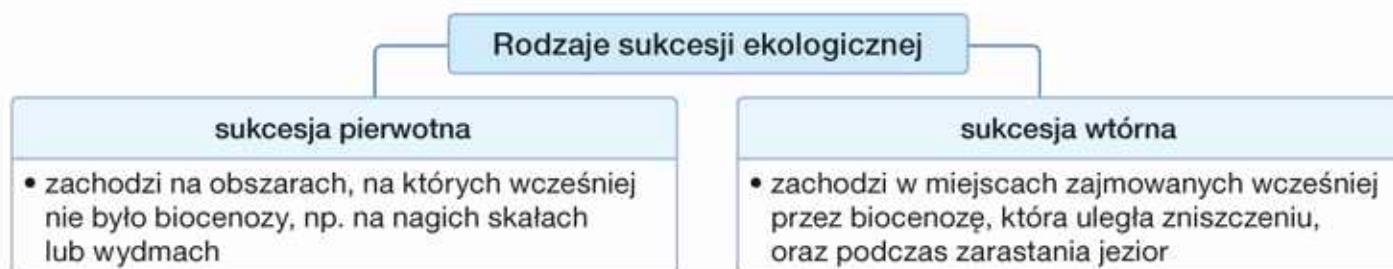 Rodzaje sukcesji ekologicznej
sukcesja pierwotna
• zachodzi na obszarach, na których wcześniej
nie było biocenozy, np. na nagich skałach
lub wydmach
sukcesja wtórna
• zachodzi w miejscach zajmowanych wcześniej
przez biocenozę, która uległa zniszczeniu,
oraz podczas zarastania jezior